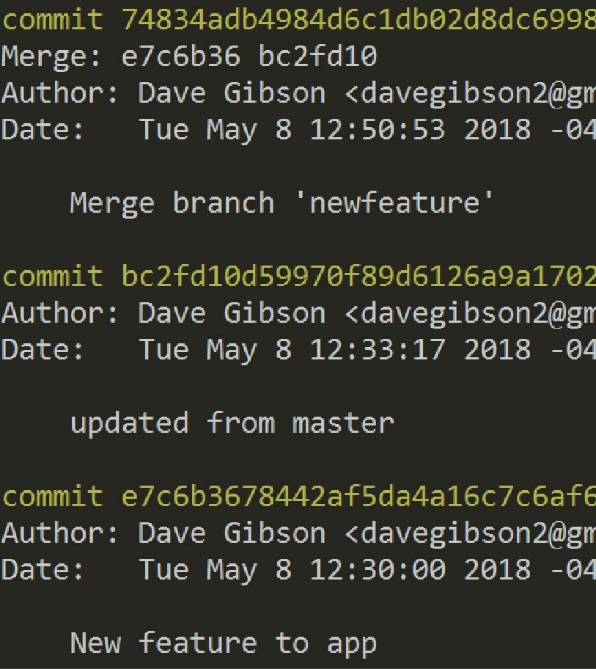 commit 74834adb4984d6c1db02d8dc6998
Merge: e7c6b36 bc2fd10
Author: Dave Gibson <davegibson2@gm
Date:   Tue May 8 12:50:53 2018 -04
Merge branch 'newfeature'
commit bc2fd10d59970f89d6126a9a1702
Author: Dave Gibson <davegibson2@gm
Date:   Tue May 8 12:33:17 2018 -04
updated from master
commit e7c6b3678442af5da4a16c7c6af6
Author: Dave Gibson <davegibson2@gm
Date:   Tue May 8 12:30:00 2018 -04
New feature to app